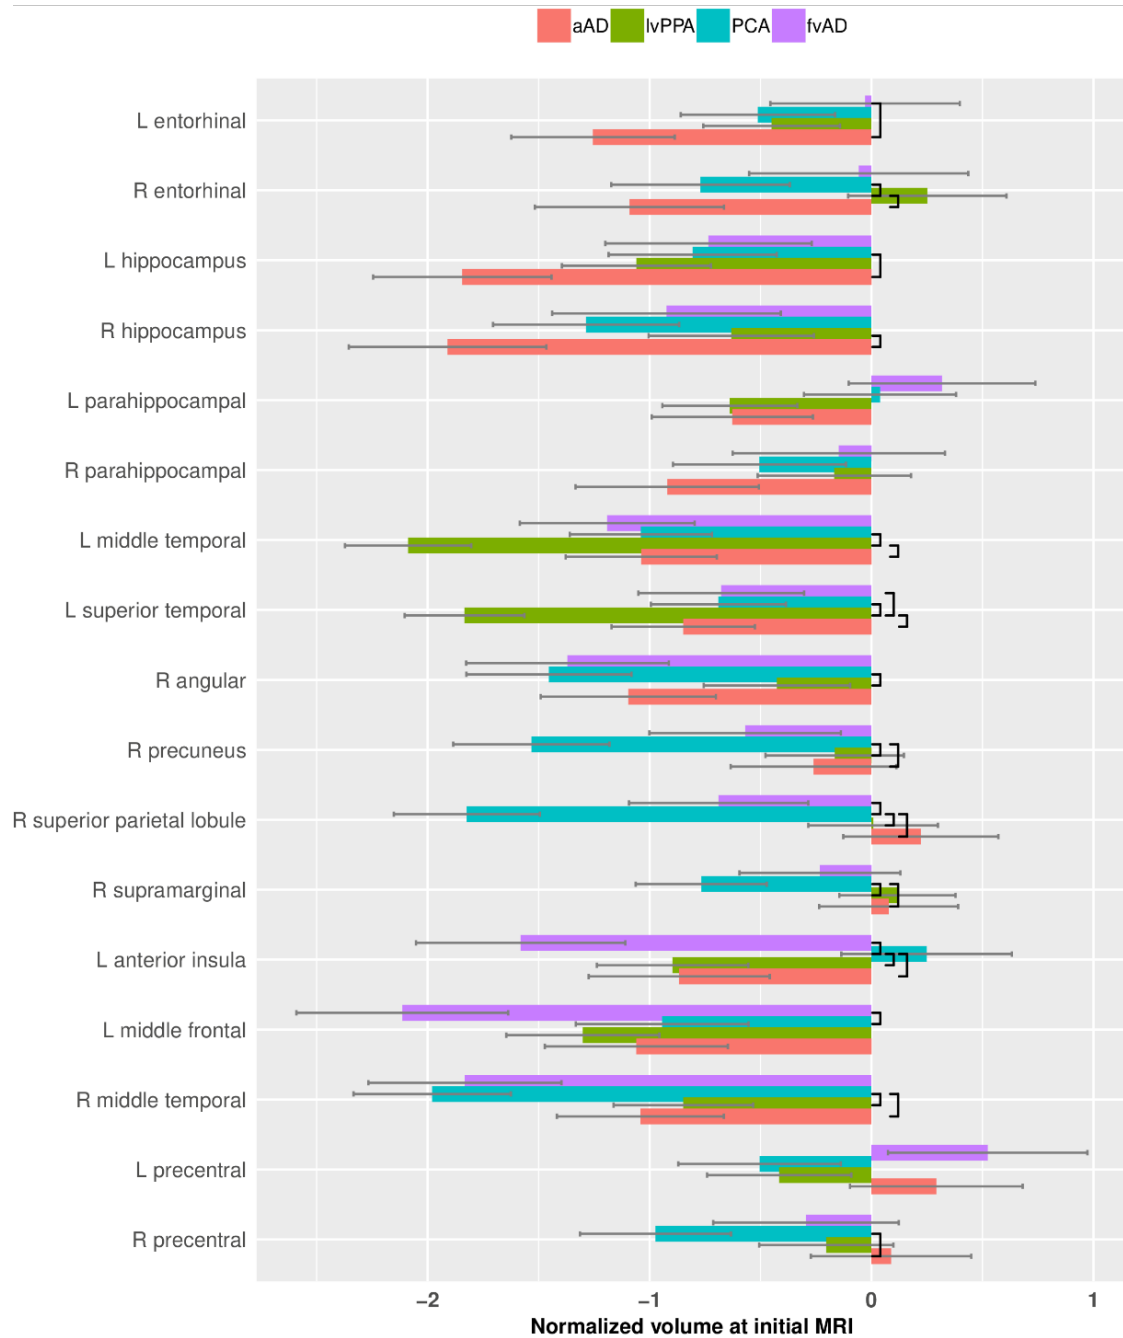 aAD lvPPA PCA fvAD
L entorhinal
R entorhinal
L hippocampus
R hippocampus
L parahippocampal
R parahippocampal
L middle temporal
L superior temporal
R angular
R precuneus
R superior parietal lobule
R supramarginal
L anterior insula
L middle frontal
R middle temporal
L precentral
R precentral
−2 −1 0 1
Normalized volume at initial MRI